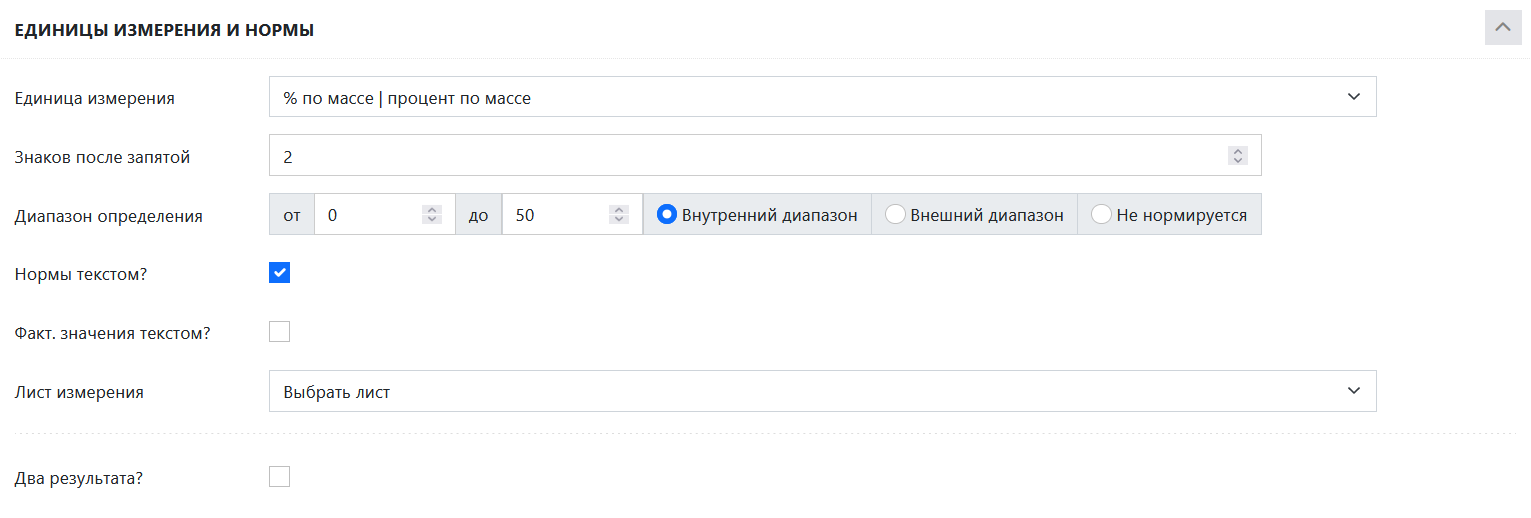 ЕДИНИЦЫ ИЗМЕРЕНИЯ И НОРМЫ
Единица измерения % по массе | процент по массе
Знаков после запятой 2
Диапазон определения от 0 до 50 Внутренний диапазон Внешний диапазон Не нормируется
Нормы текстом?
Факт. значения текстом?
Лист измерения Выбрать лист
Два результата?